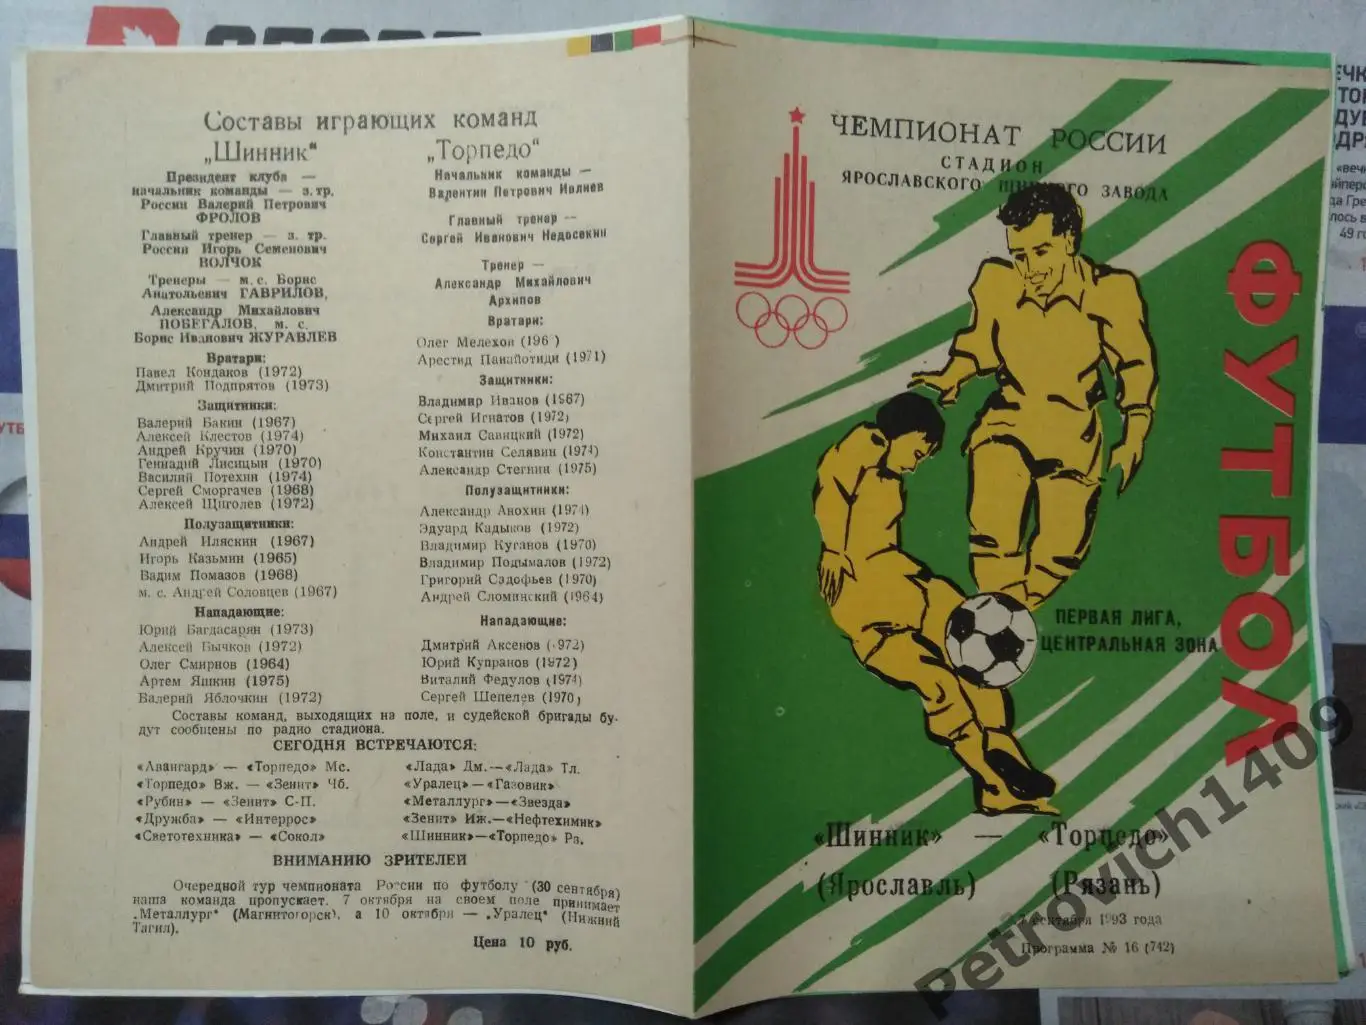 Составы играющих команд
„Шинник“
Президент клуба —
начальник команды — з. тр.
России Валерий Петрович
ФРОЛОВ
Главный тренер — з. тр.
России Игорь Семенович
ВОЛЧОК
Тренеры — м. с. Борис
Анатольевич ГАВРИЛОВ,
Александр Михайлович
ПОБЕГАЛОВ, м. с.
Борис Иванович ЖУРАВЛЕВ
Вратари:
Павел Кондаков (1972)
Дмитрий Подпрятов (1973)
Защитники:
Валерий Бакин (1967)
Алексей Клестов (1974)
Андрей Кручин (1970)
Геннадий Лисицын (1970)
Василий Потехин (1974)
Сергей Сморгачев (1968)
Алексей Щиголев (1972)
Полузащитники:
Андрей Иляскин (1967)
Игорь Казьмин (1965)
Вадим Помазов (1968)
м. с. Андрей Соловцев (1967)
Нападающие:
Юрий Багдасарян (1973)
Алексей Бычков (1972)
Олег Смирнов (1964)
Артем Яшкин (1975)
Валерий Яблочкин (1972)
„Торпедо“
Начальник команды —
Валентин Петрович Ивлиев
Главный тренер —
Сергей Иванович Недосекин
Тренер —
Александр Михайлович
Архипов
Вратари:
Олег Мелехов (196 )
Арестид Панайотиди (1971)
Защитники:
Владимир Иванов (1967)
Сергей Игнатов (1972)
Михаил Савицкий (1972)
Константин Селявин (1974)
Александр Стегнин (1975)
Полузащитники:
Александр Анохин (1974)
Эдуард Кадыков (1972)
Владимир Куганов (1970)
Владимир Подымалов (1972)
Григорий Садофьев (1970)
Андрей Сломинский (1964)
Нападающие:
Дмитрий Аксенов (1972)
Юрий Купранов (1972)
Виталий Федулов (1974)
Сергей Шепелев (1970)
Составы команд, выходящих на поле, и судейской бригады бу-
дут сообщены по радио стадиона.
СЕГОДНЯ ВСТРЕЧАЮТСЯ:
«Авангард» — «Торпедо» Мс.
«Торпедо» Вж. — «Зенит» Чб.
«Рубин» — «Зенит» С-П.
«Дружба» — «Интеррос»
«Светотехника» — «Сокол»
«Лада» Дм.—«Лада» Тл.
«Уралец»—«Газовик»
«Металлург»—«Звезда»
«Зенит» Иж.—«Нефтехимик»
«Шинник»—«Торпедо» Рз.
ВНИМАНИЮ ЗРИТЕЛЕЙ
Очередной тур чемпионата России по футболу (30 сентября)
наша команда пропускает. 7 октября на своем поле принимает
„Металлург“ (Магнитогорск), а 10 октября — „Уралец“ (Нижний
Тагил).
Цена 10 руб.
ЧЕМПИОНАТ РОССИИ
СТАДИОН
ЯРОСЛАВСКОГО ШИННОГО ЗАВОДА
ФУТБОЛ
ПЕРВАЯ ЛИГА,
ЦЕНТРАЛЬНАЯ ЗОНА
«Шинник» — «Торпедо»
(Ярославль) (Рязань)
сентября 1993 года
Программа № 16 (742)
Petrovich1409